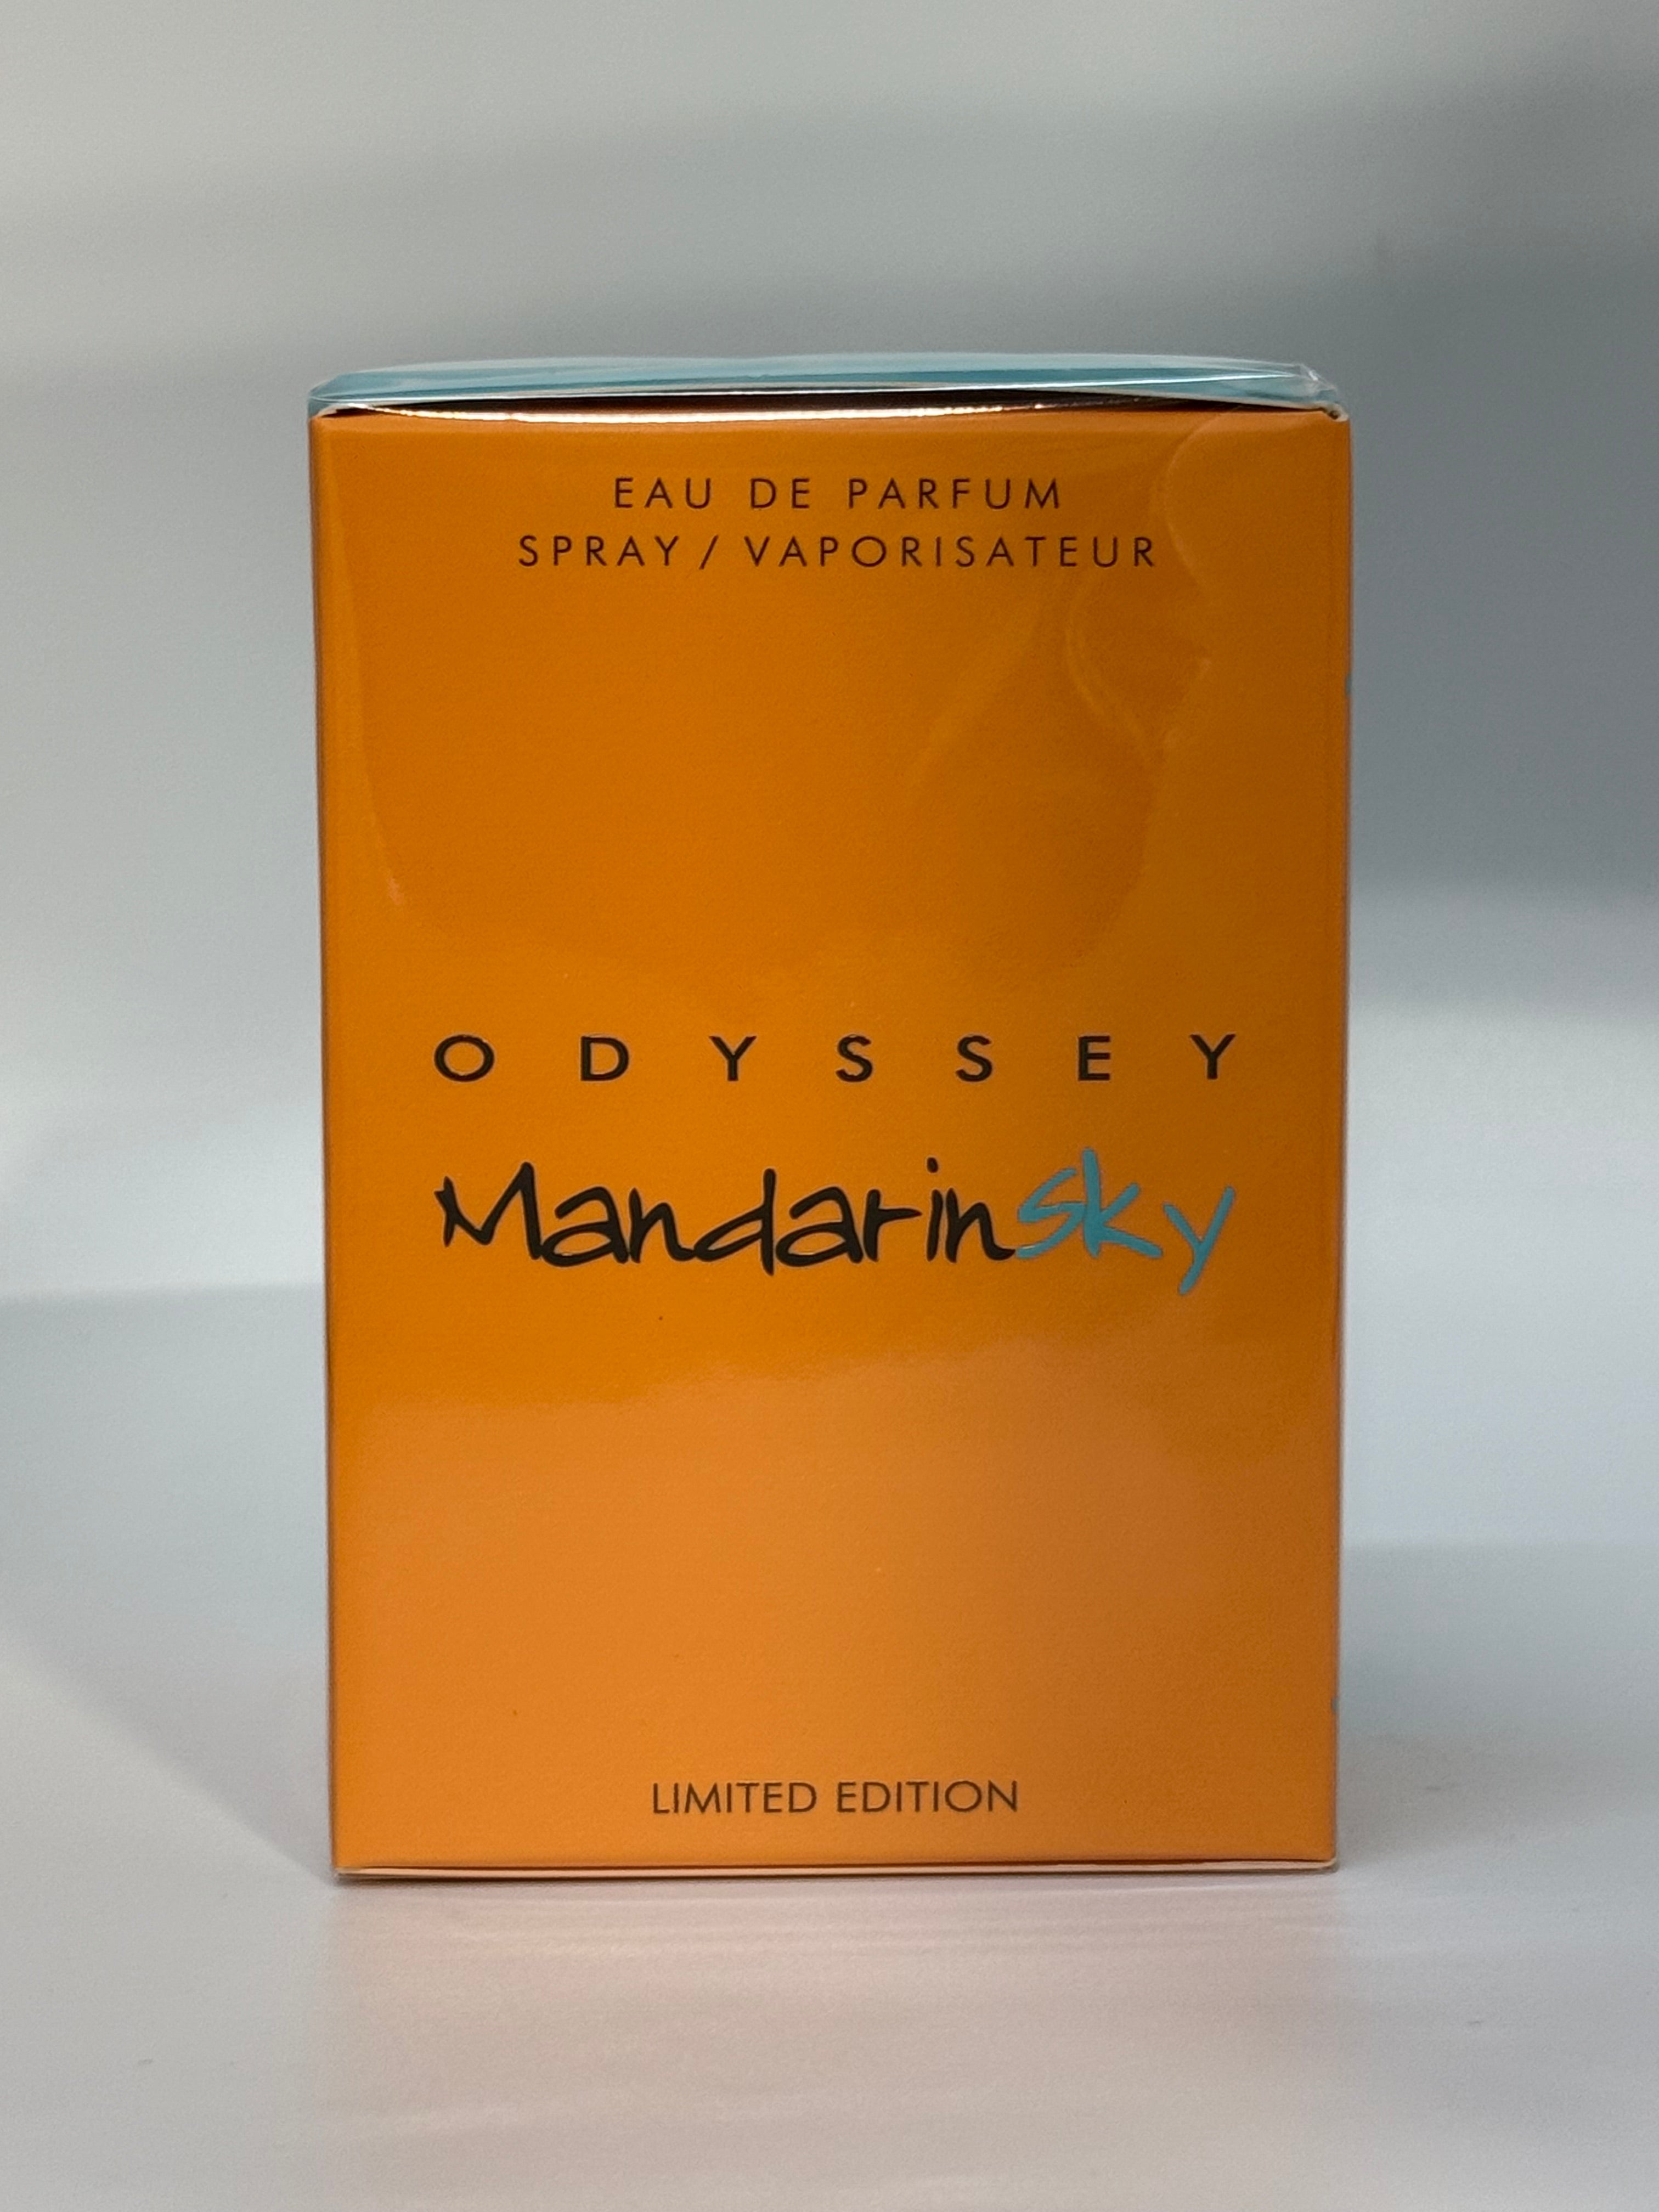 EAU DE PARFUM
SPRAY / VAPORISATEUR
ODYSSEY
MandarinSky
LIMITED EDITION